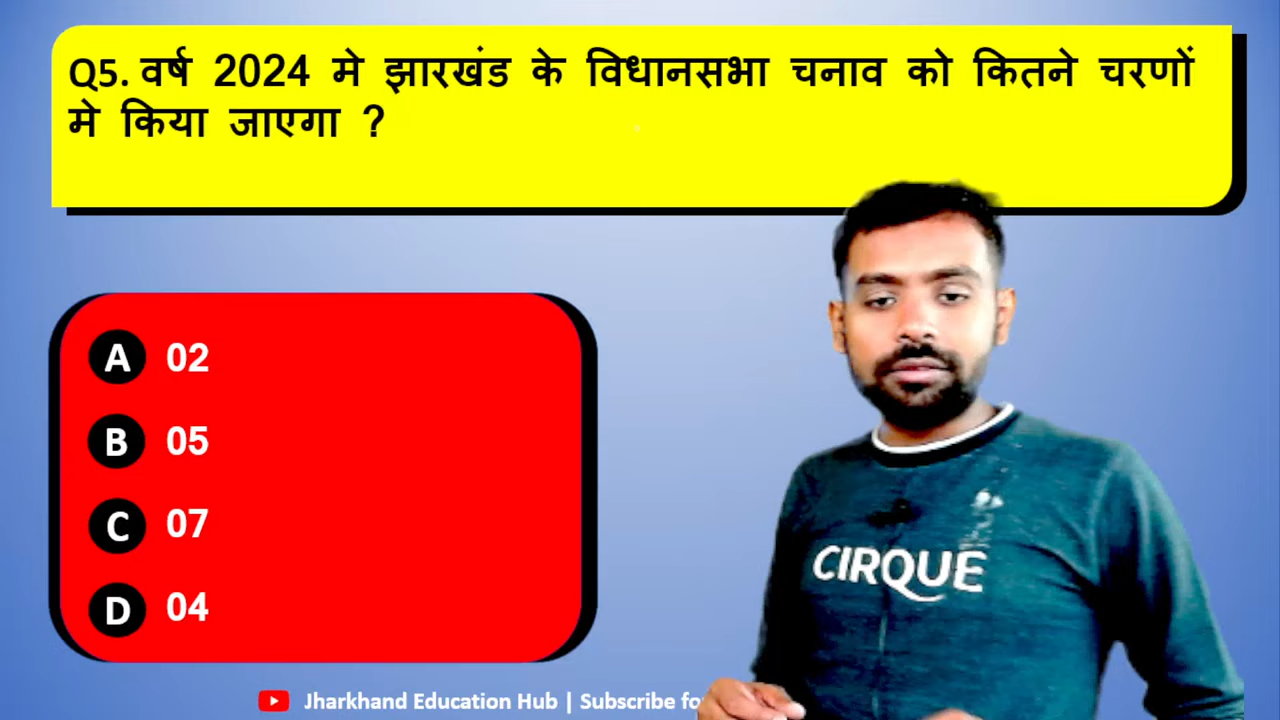 Q5. वर्ष 2024 मे झारखंड के विधानसभा चनाव को कितने चरणों
मे किया जाएगा ?
A 02
B 05
C 07
D 04
CIRQUE
Jharkhand Education Hub | Subscribe fo